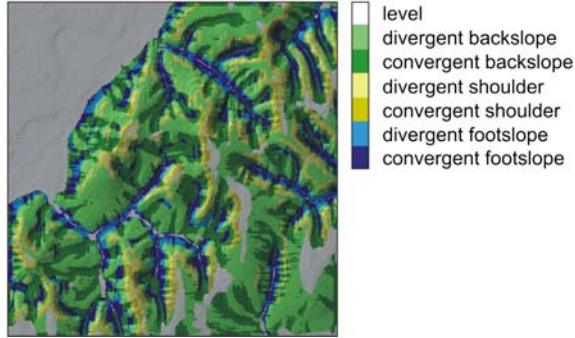 level
divergent backslope
convergent backslope
divergent shoulder
convergent shoulder
divergent footslope
convergent footslope